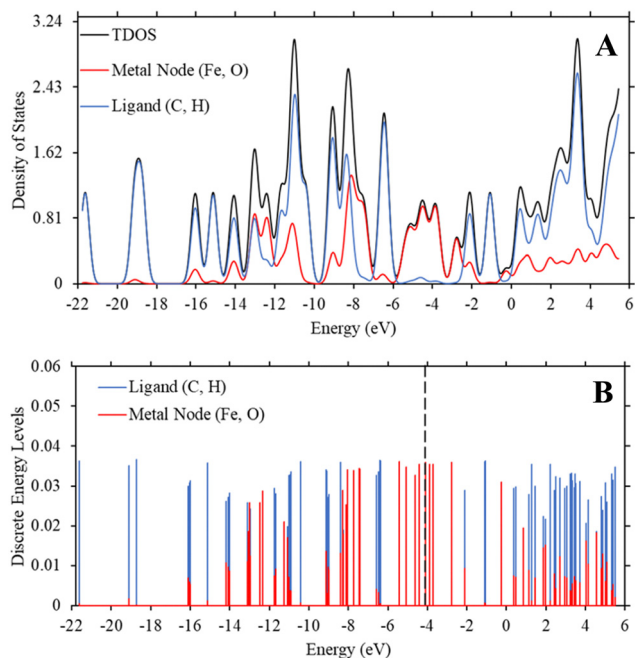 3.24
TDOS
A
Metal Node (Fe, O)
2.43
Ligand (C, H)
1.62
0.81
0
Density of States
-22 -20 -18 -16 -14 -12 -10 -8 -6 -4 -2 0 2 4 6
Energy (eV)
0.06
Ligand (C, H)
B
Metal Node (Fe, O)
0.05
0.04
0.03
0.02
0.01
0
Discrete Energy Levels
-22 -20 -18 -16 -14 -12 -10 -8 -6 -4 -2 0 2 4 6
Energy (eV)